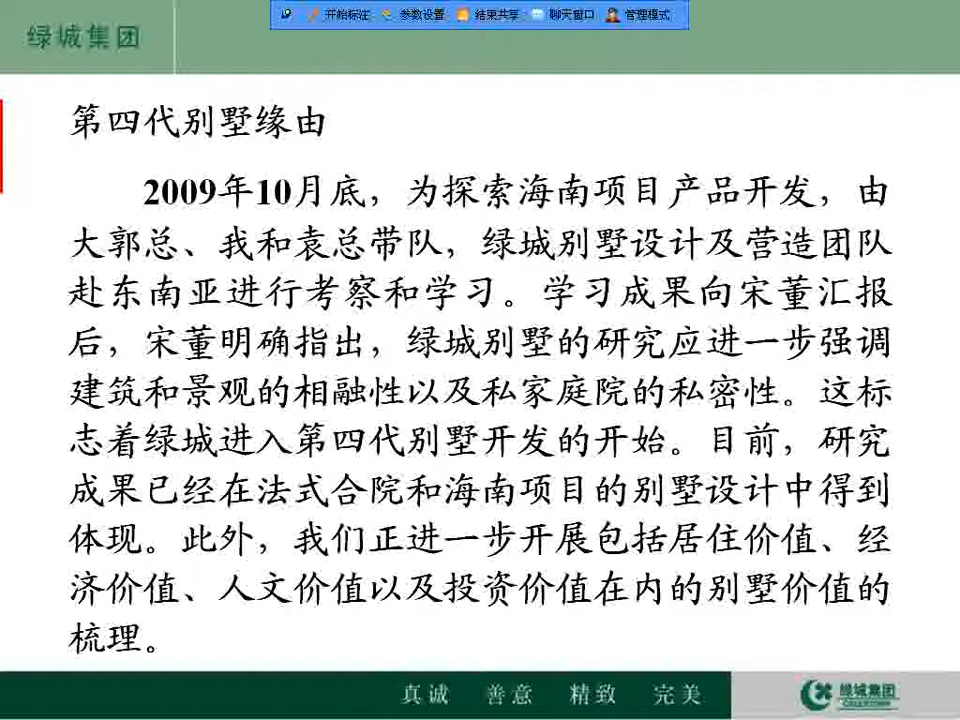 开始标注 参数设置 结果共享 聊天窗口 管理模式
绿城集团
第四代别墅缘由
2009年10月底，为探索海南项目产品开发，由
大郭总、我和袁总带队，绿城别墅设计及营造团队
赴东南亚进行考察和学习。学习成果向宋董汇报
后，宋董明确指出，绿城别墅的研究应进一步强调
建筑和景观的相融性以及私家庭院的私密性。这标
志着绿城进入第四代别墅开发的开始。目前，研究
成果已经在法式合院和海南项目的别墅设计中得到
体现。此外，我们正进一步开展包括居住价值、经
济价值、人文价值以及投资价值在内的别墅价值的
梳理。
真诚 善意 精致 完美
绿城集团